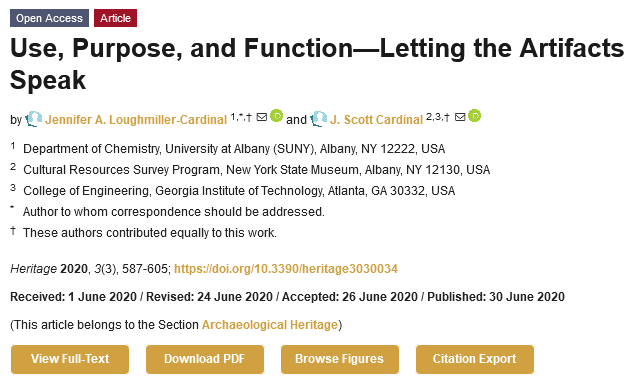 Open Access Article
Use, Purpose, and Function—Letting the Artifacts
Speak
by Jennifer A. Loughmiller-Cardinal 1,*,† and J. Scott Cardinal 2,3,†
1 Department of Chemistry, University at Albany (SUNY), Albany, NY 12222, USA
2 Cultural Resources Survey Program, New York State Museum, Albany, NY 12130, USA
3 College of Engineering, Georgia Institute of Technology, Atlanta, GA 30332, USA
* Author to whom correspondence should be addressed.
† These authors contributed equally to this work.
Heritage 2020, 3(3), 587-605; https://doi.org/10.3390/heritage3030034
Received: 1 June 2020 / Revised: 24 June 2020 / Accepted: 26 June 2020 / Published: 30 June 2020
(This article belongs to the Section Archaeological Heritage)
View Full-Text Download PDF Browse Figures Citation Export